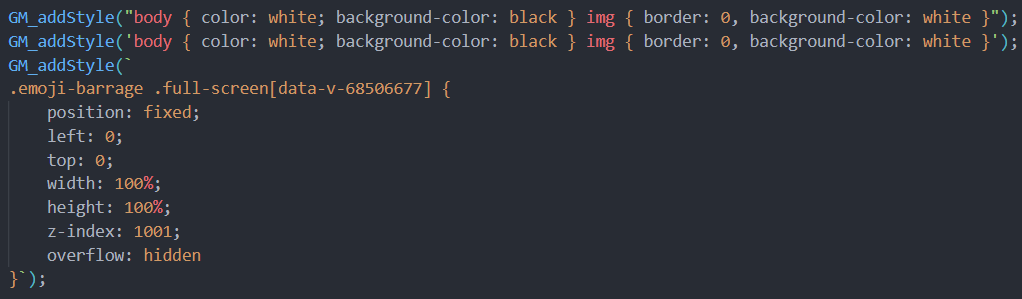 GM_addStyle("body { color: white; background-color: black } img { border: 0, background-color: white }");
GM_addStyle('body { color: white; background-color: black } img { border: 0, background-color: white }');
GM_addStyle(`
.emoji-barrage .full-screen[data-v-68506677] {
    position: fixed;
    left: 0;
    top: 0;
    width: 100%;
    height: 100%;
    z-index: 1001;
    overflow: hidden
}`);